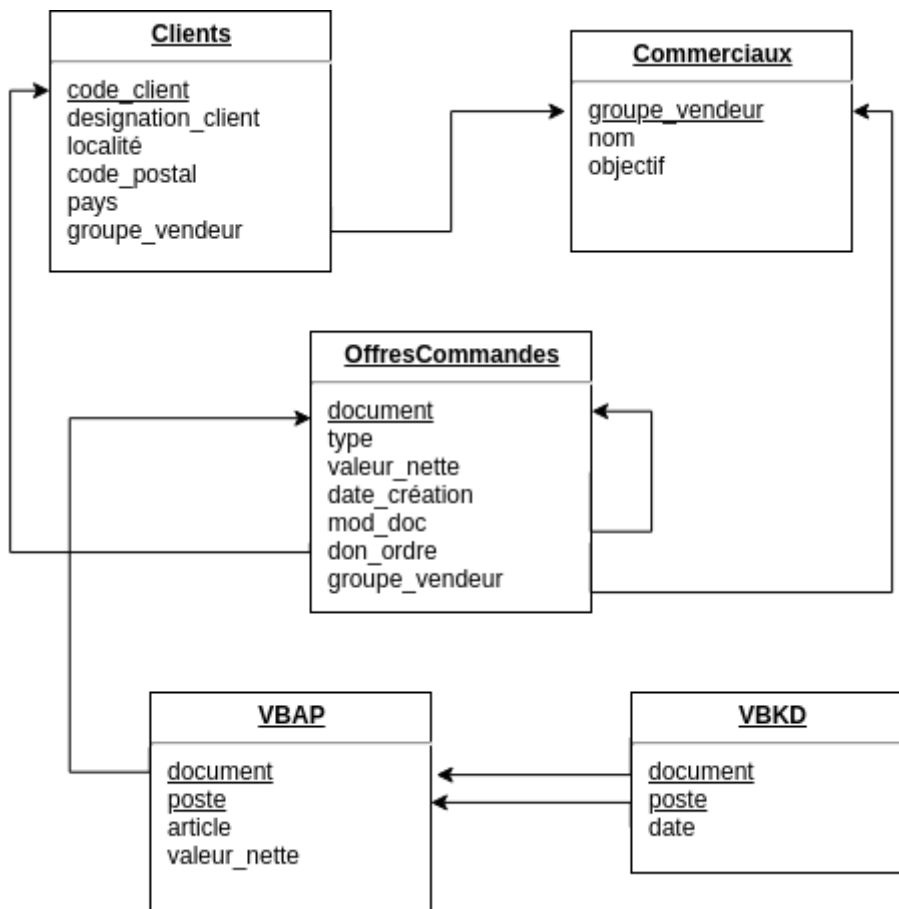 Clients
code_client
designation_client
localité
code_postal
pays
groupe_vendeur
Commerciaux
groupe_vendeur
nom
objectif
OffresCommandes
document
type
valeur_nette
date_création
mod_doc
don_ordre
groupe_vendeur
VBAP
document
poste
article
valeur_nette
VBKD
document
poste
date